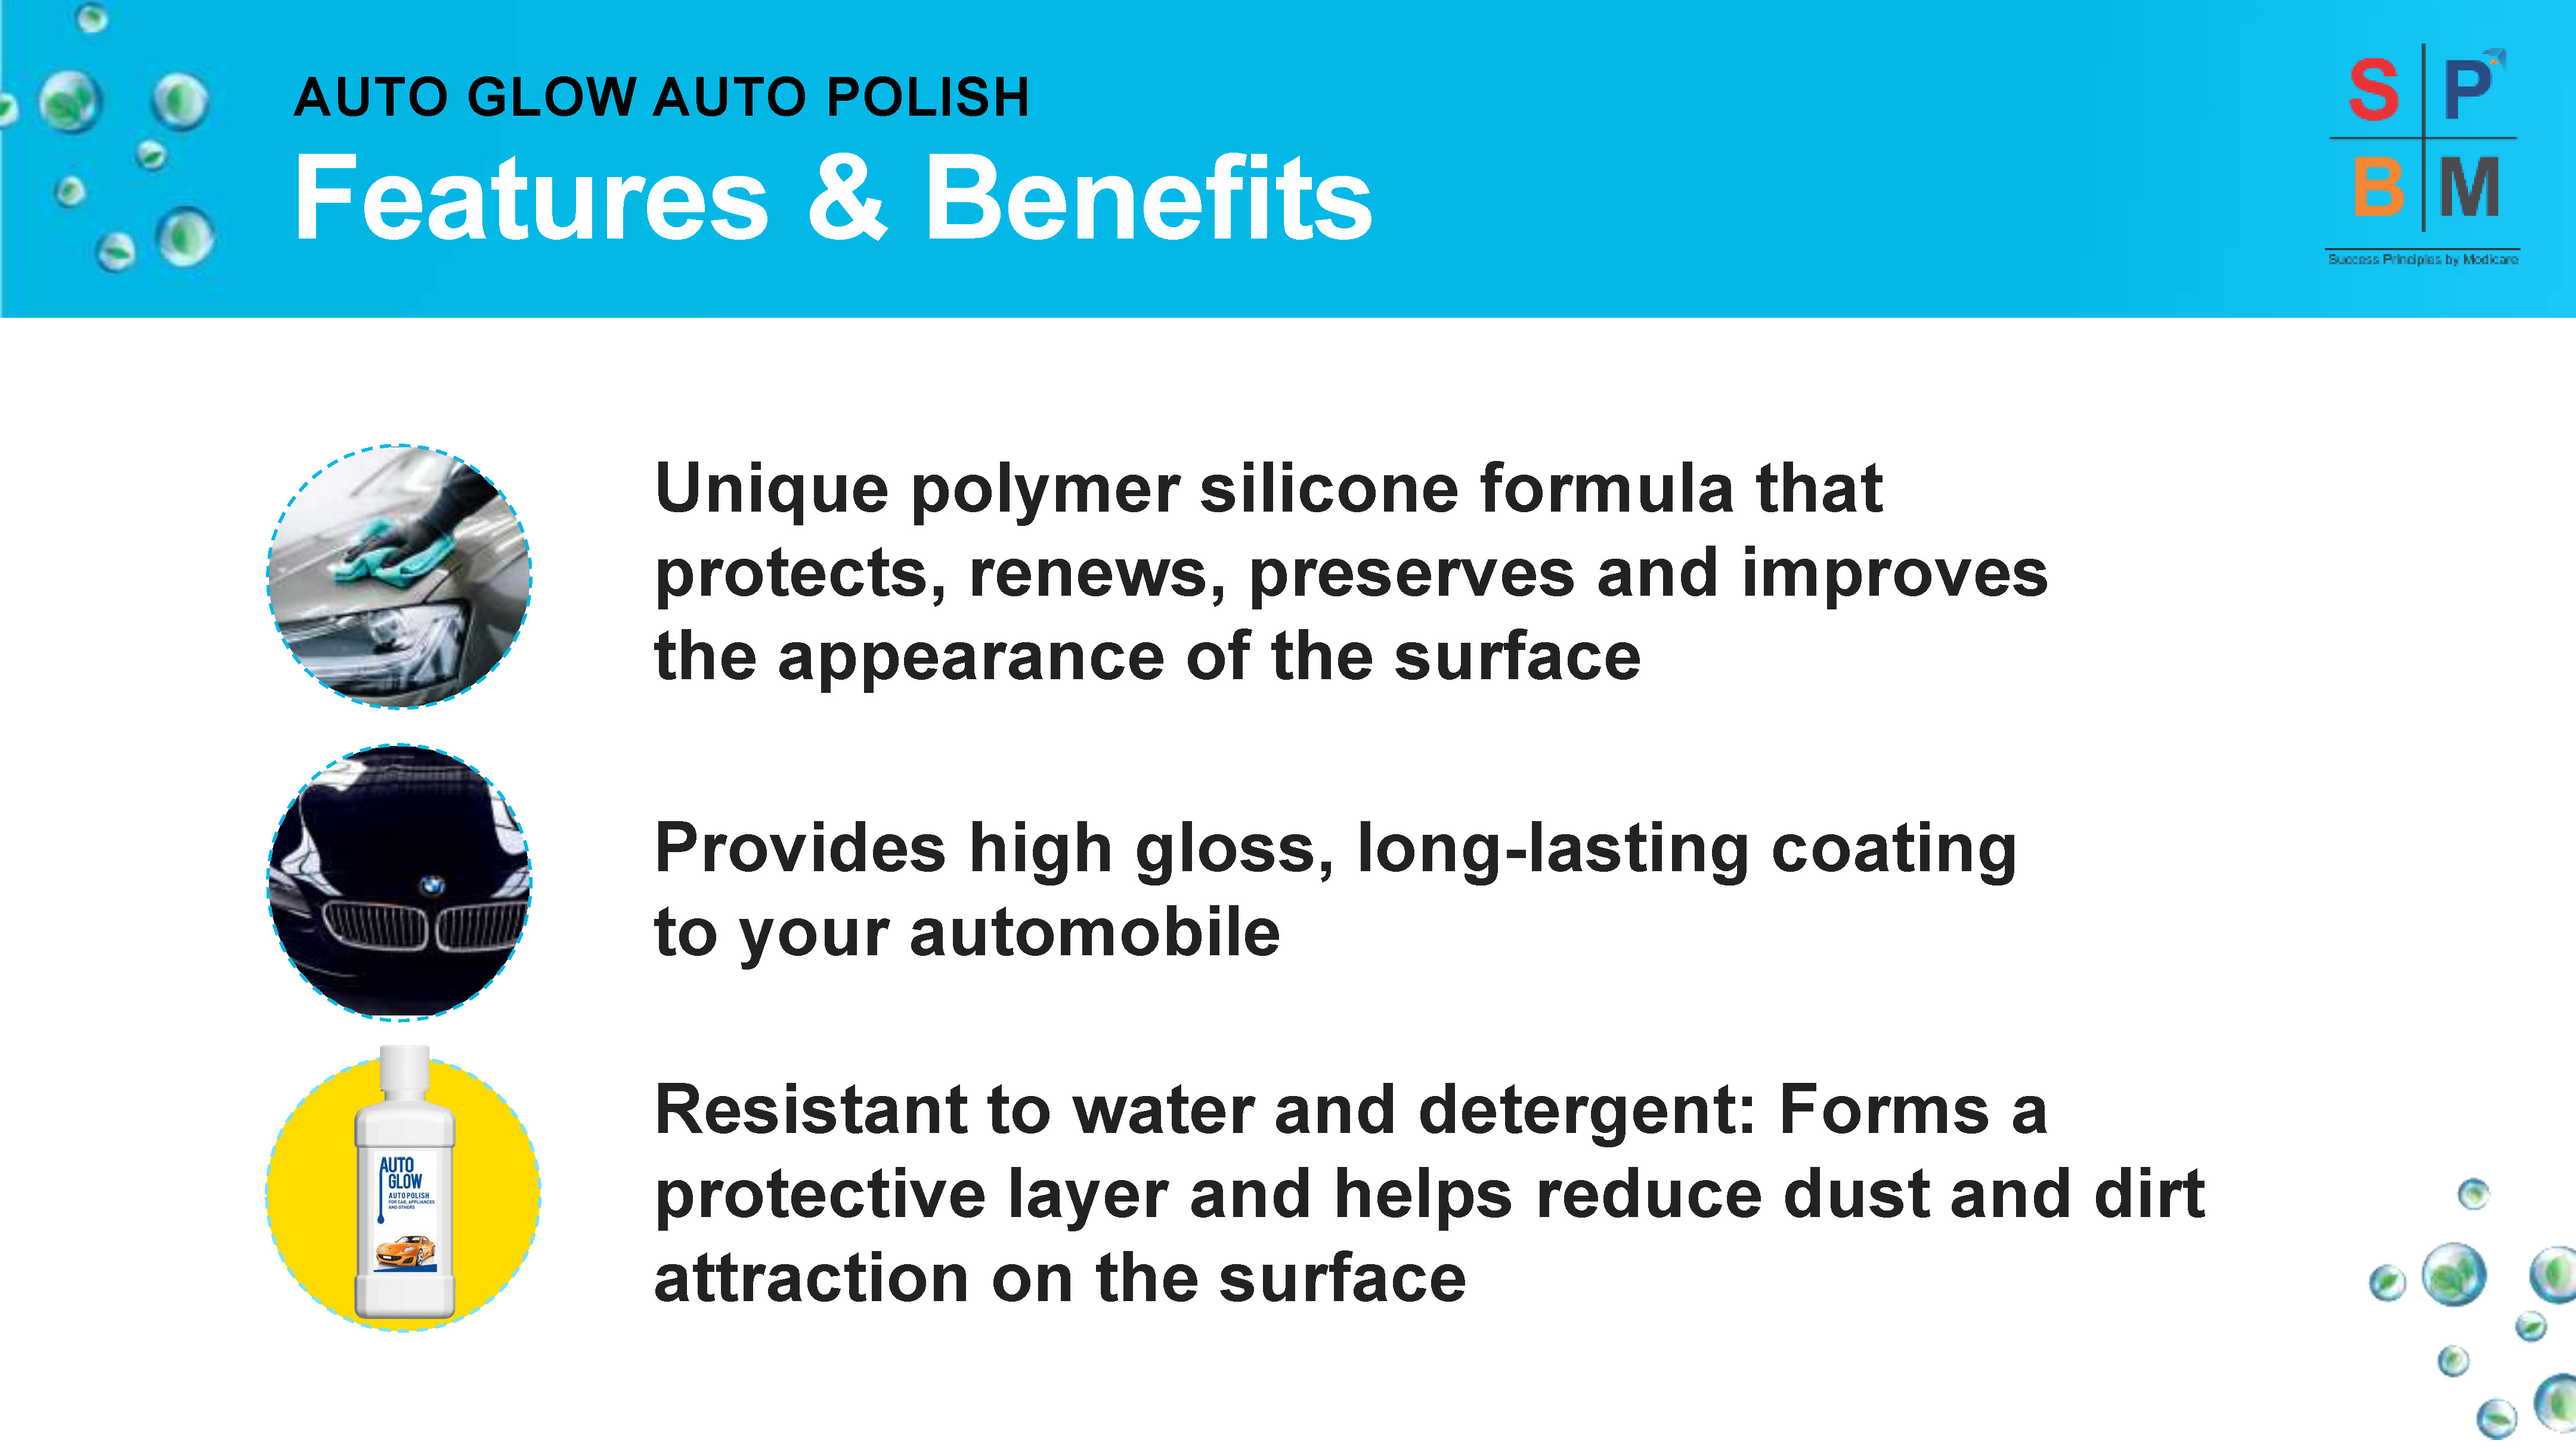 AUTO GLOW AUTO POLISH
Features & Benefits
S P
B M
Success Principles by Modicare
Unique polymer silicone formula that
protects, renews, preserves and improves
the appearance of the surface
Provides high gloss, long-lasting coating
to your automobile
Resistant to water and detergent: Forms a
protective layer and helps reduce dust and dirt
attraction on the surface
AUTO
GLOW
AUTO POLISH
FOR CAR, APPLIANCES
AND OTHERS